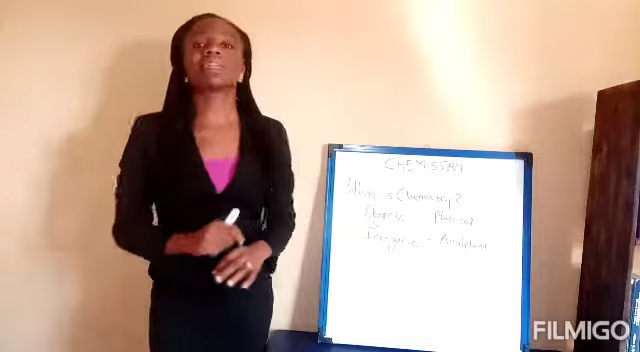 CHEMISTRY
What is Chemistry?
Organic Physical
Inorganic - Analytical
FILMIGO